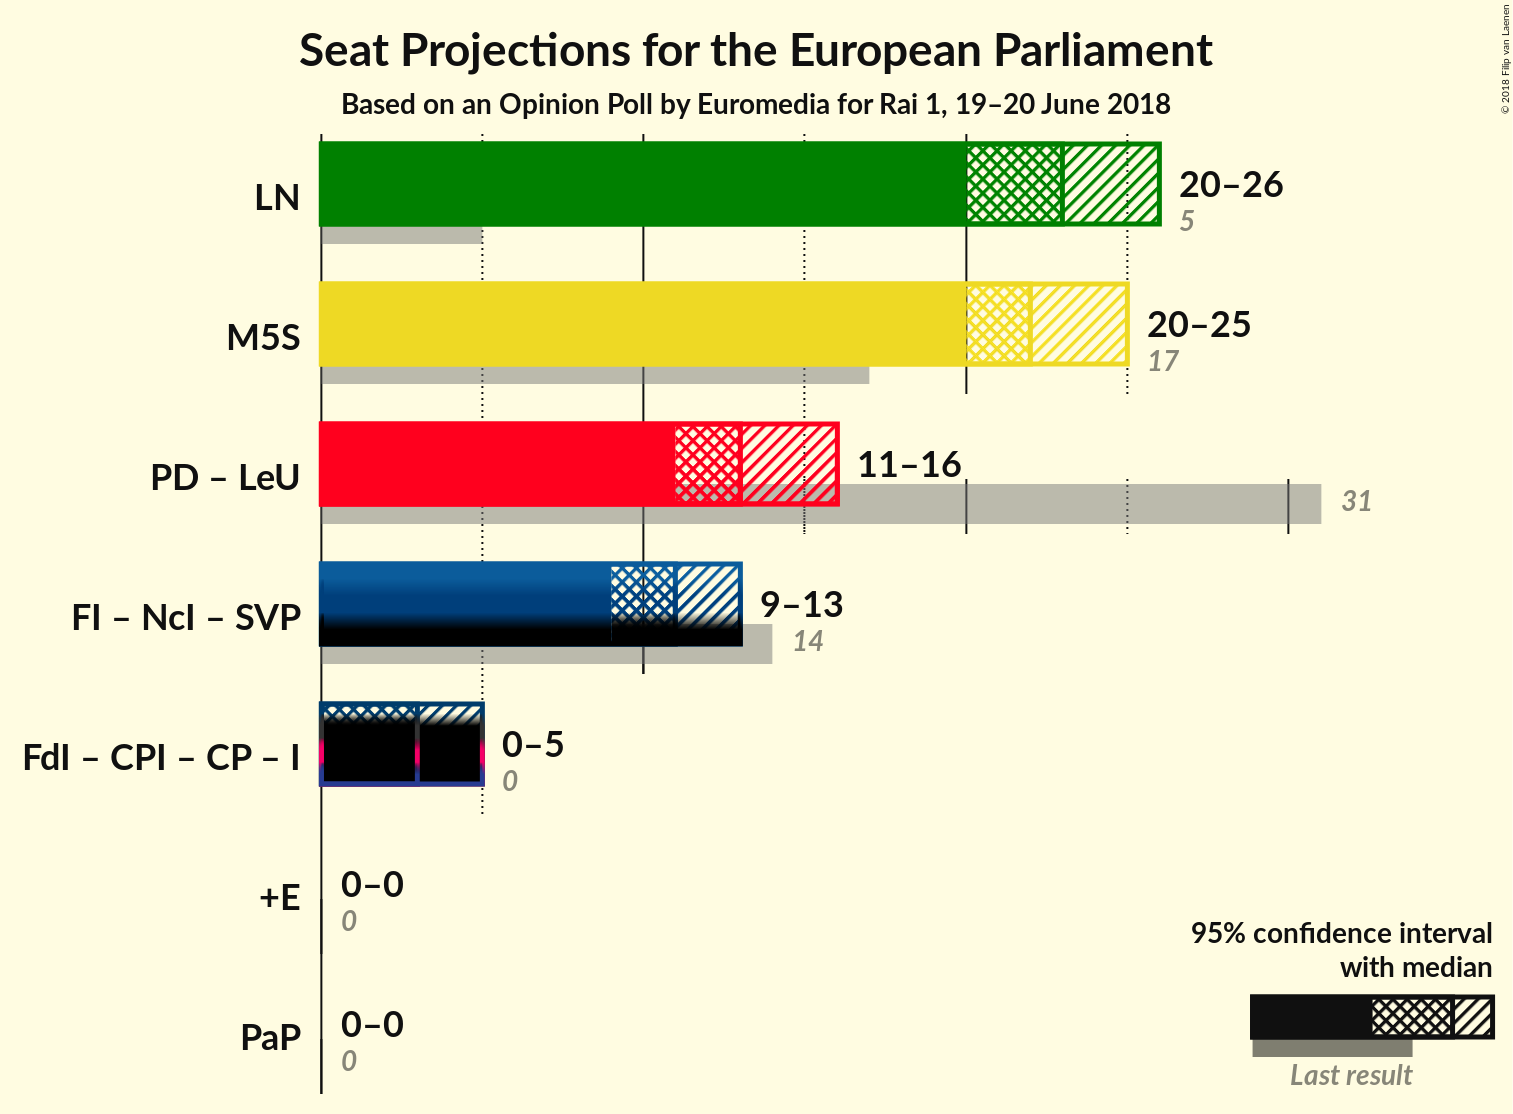 Seat Projections for the European Parliament
Based on an Opinion Poll by Euromedia for Rai 1, 19–20 June 2018
© 2018 Filip van Laenen
LN
20–26
5
M5S
20–25
17
PD – LeU
11–16
31
FI – NcI – SVP
9–13
14
FdI – CPI – CP – I
0–5
0
+E
0–0
0
PaP
0–0
0
95% confidence interval
with median
Last result